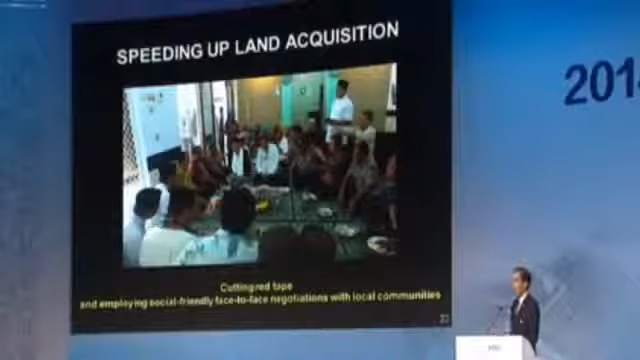 SPEEDING UP LAND ACQUISITION
201
Cutting red tape
and employing social-friendly face-to-face negotiations with local communities